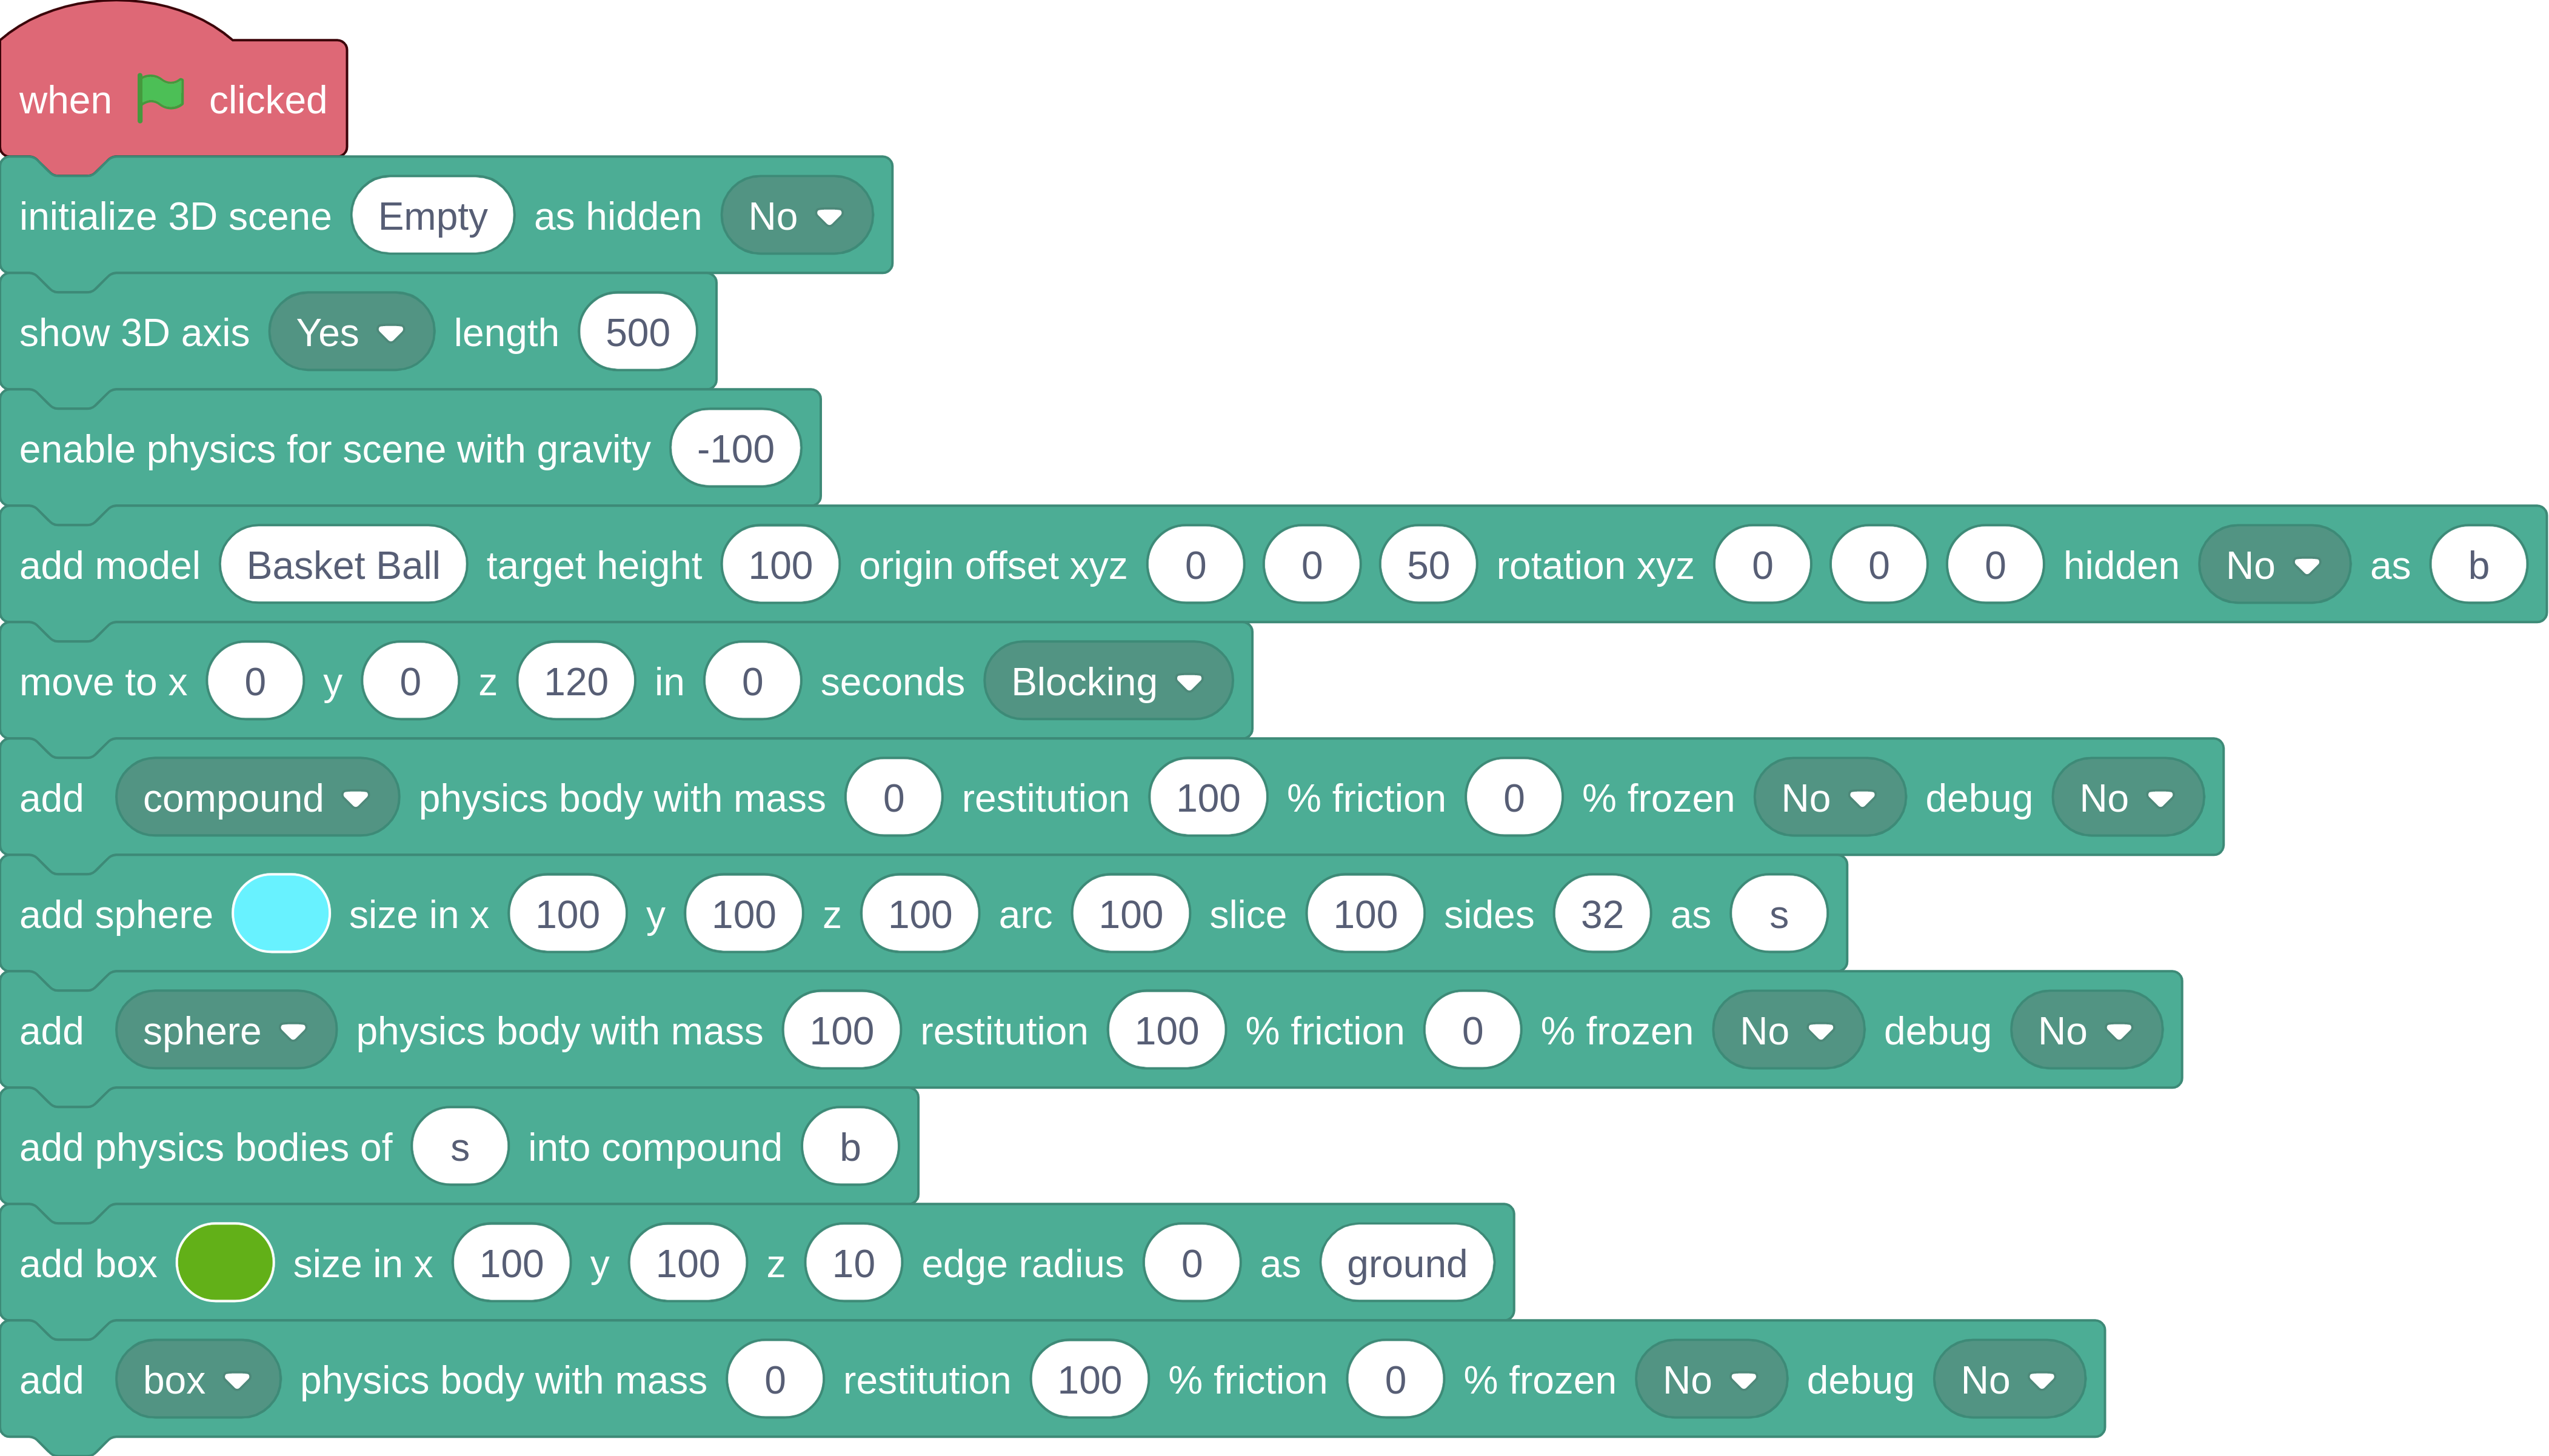 when clicked
initialize 3D scene Empty as hidden No
show 3D axis Yes length 500
enable physics for scene with gravity -100
add model Basket Ball target height 100 origin offset xyz 0 0 50 rotation xyz 0 0 0 hidden No as b
move to x 0 y 0 z 120 in 0 seconds Blocking
add compound physics body with mass 0 restitution 100 % friction 0 % frozen No debug No
add sphere size in x 100 y 100 z 100 arc 100 slice 100 sides 32 as s
add sphere physics body with mass 100 restitution 100 % friction 0 % frozen No debug No
add physics bodies of s into compound b
add box size in x 100 y 100 z 10 edge radius 0 as ground
add box physics body with mass 0 restitution 100 % friction 0 % frozen No debug No